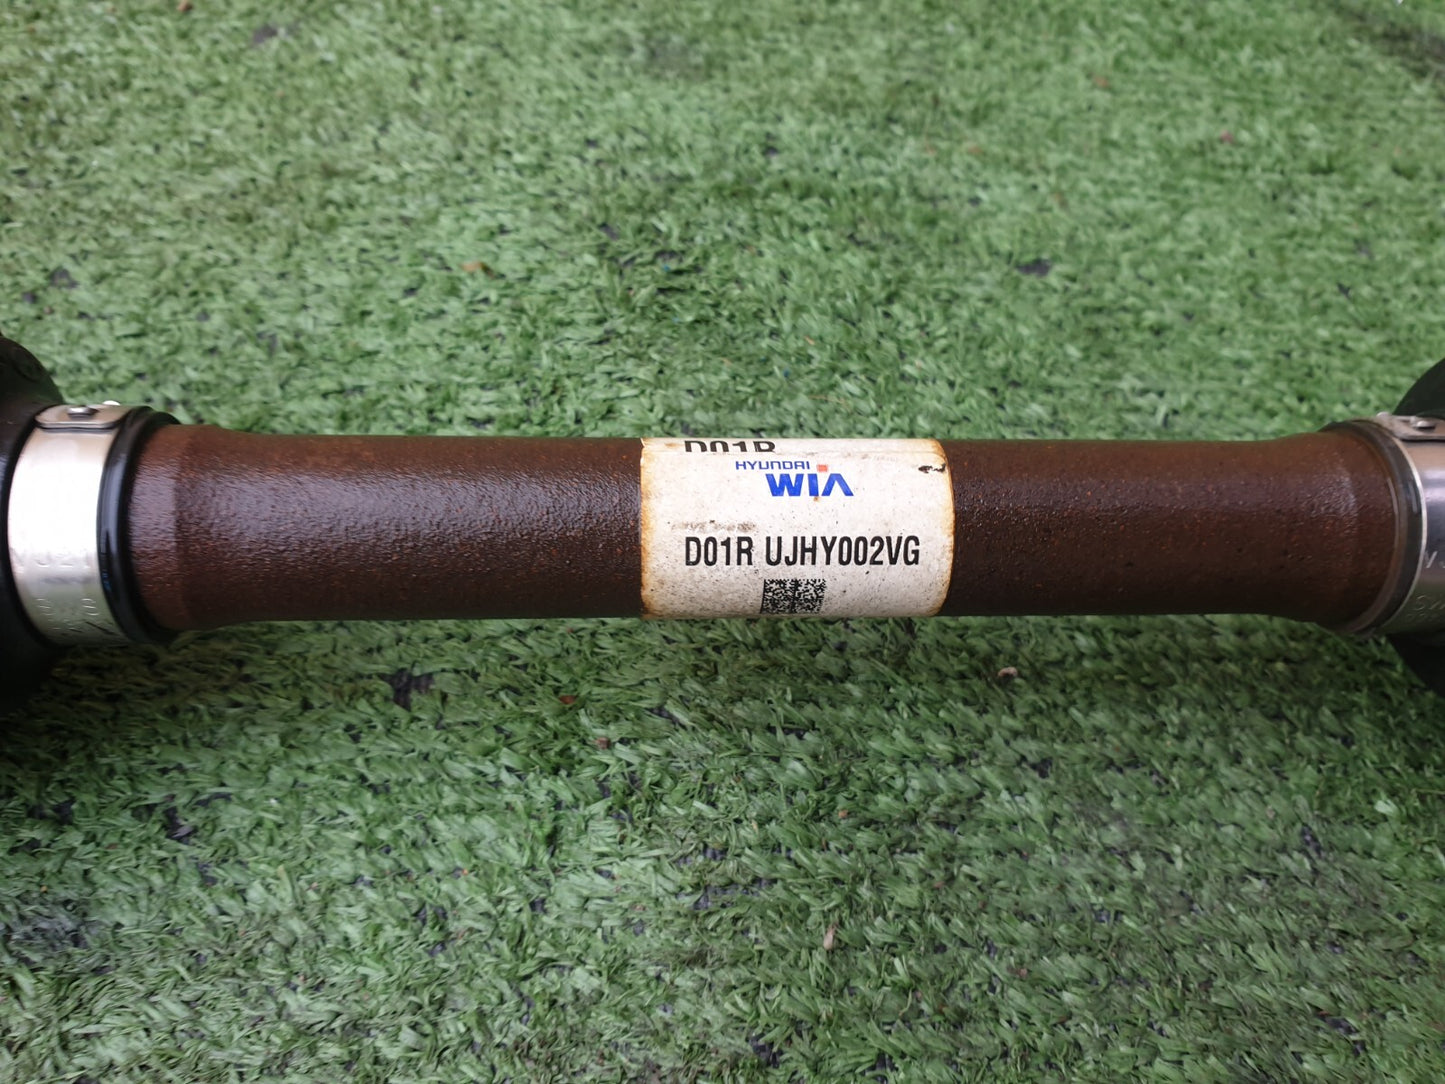 D01R
HYUNDAI
WIA
D01R UJHY002VG